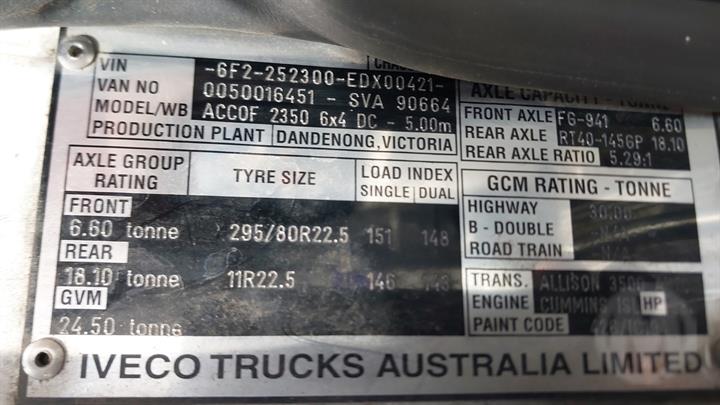 VIN -6F2-252300-EDX00421-
VAN NO 0050016451 - SVA 90664
MODEL/WB ACCOF 2350 6x4 DC - 5.00m
PRODUCTION PLANT DANDENONG, VICTORIA
AXLE CAPACITY - TONNE
FRONT AXLE FG-941 6.60
REAR AXLE RT40-145GP 18.10
REAR AXLE RATIO 5.29:1
AXLE GROUP RATING TYRE SIZE LOAD INDEX
SINGLE DUAL
FRONT
6.60 tonne 295/80R22.5 151 148
REAR
18.10 tonne 11R22.5 146
GVM
24.50 tonne
GCM RATING - TONNE
HIGHWAY 30.00
B - DOUBLE
ROAD TRAIN
TRANS. ALLISON 3500
ENGINE CUMMINS HP
PAINT CODE
IVECO TRUCKS AUSTRALIA LIMITED